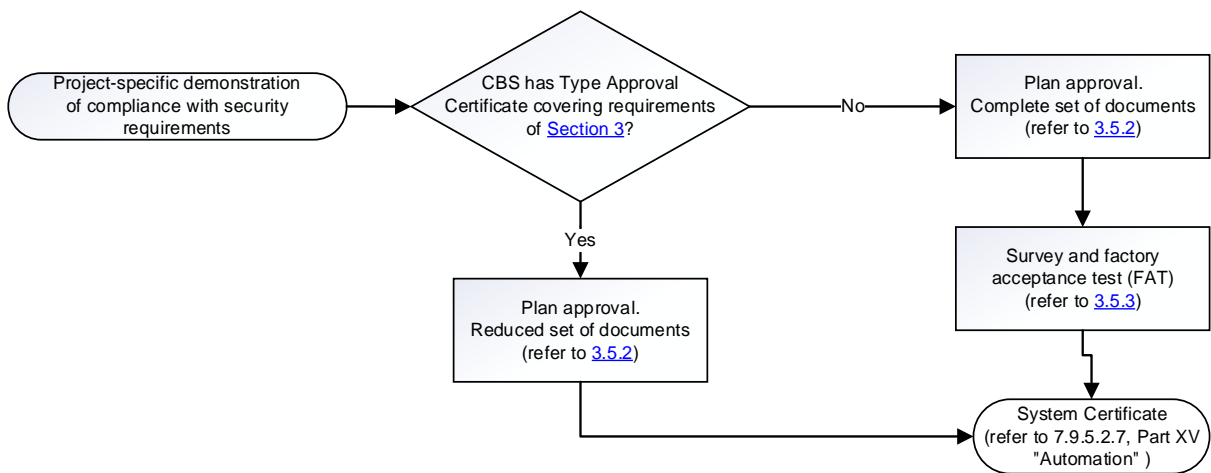 Project-specific demonstration
of compliance with security
requirements
CBS has Type Approval
Certificate covering requirements
of Section 3?
No
Plan approval.
Complete set of documents
(refer to 3.5.2)
Yes
Survey and factory
acceptance test (FAT)
(refer to 3.5.3)
Plan approval.
Reduced set of documents
(refer to 3.5.2)
System Certificate
(refer to 7.9.5.2.7, Part XV
"Automation" )